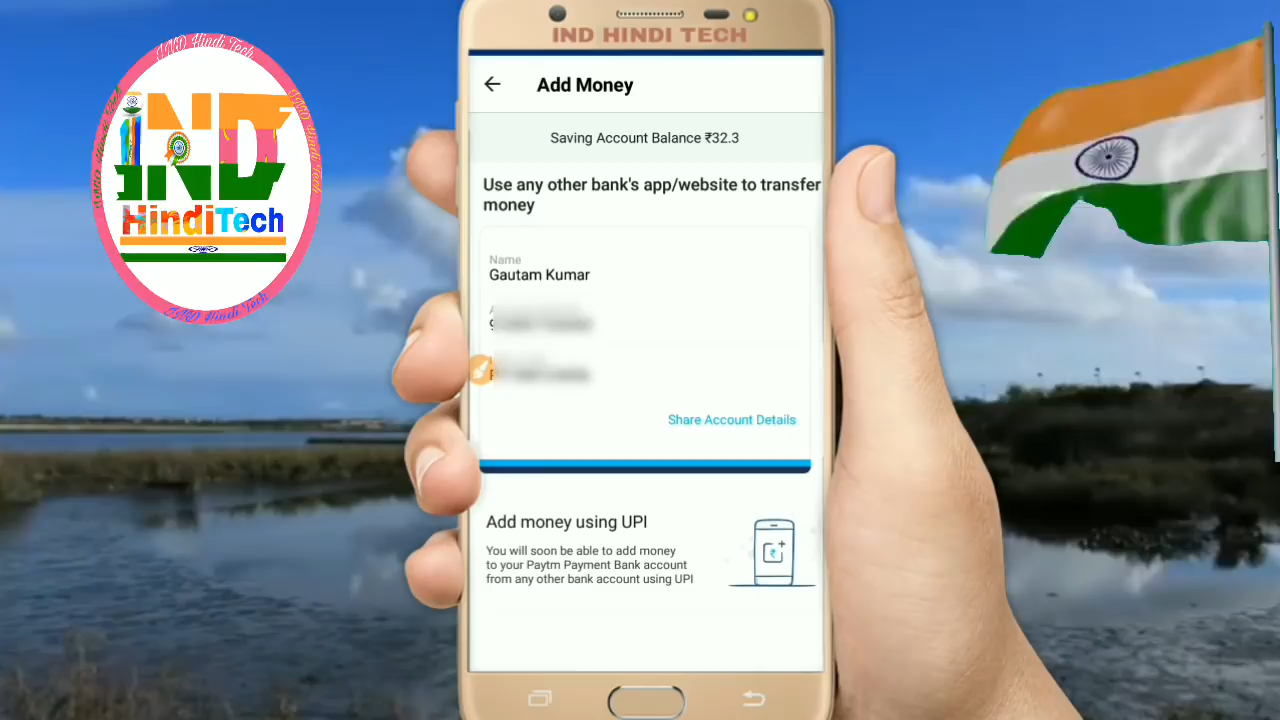 IND HINDI TECH
IND Hindi Tech
IND
HindiTech
IND Hindi Tech
Add Money
Saving Account Balance ₹32.3
Use any other bank's app/website to transfer
money
Name
Gautam Kumar
Share Account Details
Add money using UPI
You will soon be able to add money
to your Paytm Payment Bank account
from any other bank account using UPI